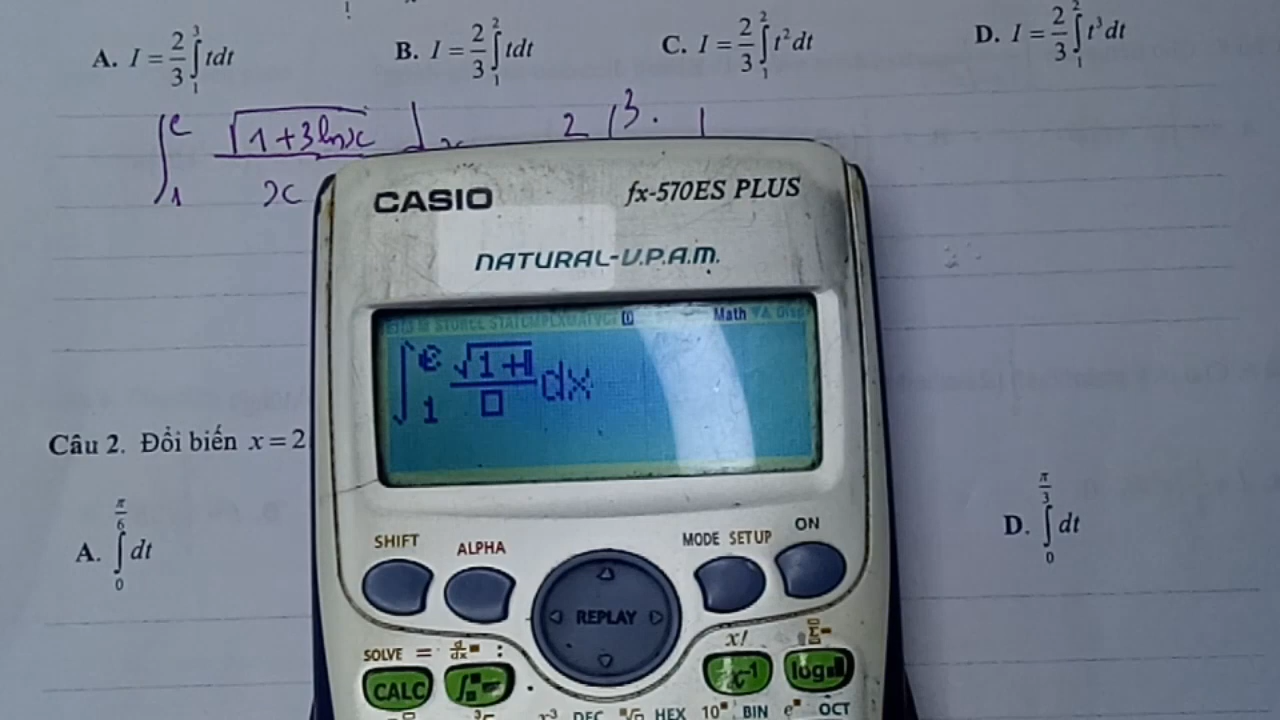 A. I = 2/3 ∫₁³ tdt B. I = 2/3 ∫₁² tdt C. I = 2/3 ∫₁² t²dt D. I = 2/3 ∫₁² t³dt
∫₁ᵉ √(1+3lnx)/x d
CASIO fx-570ES PLUS
NATURAL-V.P.A.M.
D Math
∫₁ᵉ √(1+ / □ dx
Câu 2. Đổi biến x = 2
A. ∫₀^(π/6) dt D. ∫₀^(π/3) dt
SHIFT ALPHA MODE SETUP ON
REPLAY
SOLVE = d/dx■ : x! Σ
CALC ∫ x⁻¹ log
x³ DEC HEX 10■ BIN e■ OCT